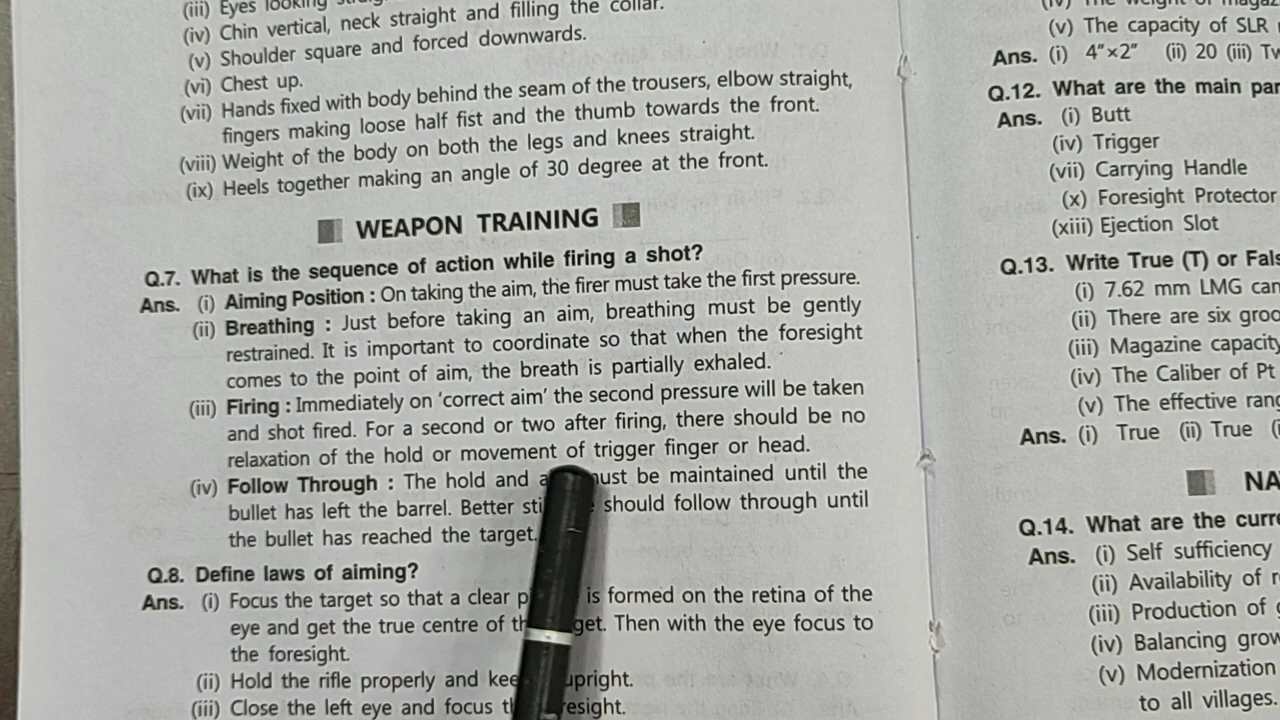 (iii) Eyes looking
(iv) Chin vertical, neck straight and filling the collar.
(v) Shoulder square and forced downwards.
(vi) Chest up.
(vii) Hands fixed with body behind the seam of the trousers, elbow straight,
fingers making loose half fist and the thumb towards the front.
(viii) Weight of the body on both the legs and knees straight.
(ix) Heels together making an angle of 30 degree at the front.
WEAPON TRAINING
Q.7. What is the sequence of action while firing a shot?
Ans. (i) Aiming Position : On taking the aim, the firer must take the first pressure.
(ii) Breathing : Just before taking an aim, breathing must be gently
restrained. It is important to coordinate so that when the foresight
comes to the point of aim, the breath is partially exhaled.
(iii) Firing : Immediately on 'correct aim' the second pressure will be taken
and shot fired. For a second or two after firing, there should be no
relaxation of the hold or movement of trigger finger or head.
(iv) Follow Through : The hold and must be maintained until the
bullet has left the barrel. Better should follow through until
the bullet has reached the target.
Q.8. Define laws of aiming?
Ans. (i) Focus the target so that a clear is formed on the retina of the
eye and get the true centre of Then with the eye focus to
the foresight.
(ii) Hold the rifle properly and upright.
(iii) Close the left eye and focus
(v) The capacity of SLR
Ans. (i) 4"×2" (ii) 20 (iii)
Q.12. What are the main
Ans. (i) Butt
(iv) Trigger
(vii) Carrying Handle
(x) Foresight Protector
(xiii) Ejection Slot
Q.13. Write True (T) or
(i) 7.62 mm LMG
(ii) There are six
(iii) Magazine capacity
(iv) The Caliber of Pt
(v) The effective
Ans. (i) True (ii) True
Q.14. What are the
Ans. (i) Self sufficiency
(ii) Availability of
(iii) Production of
(iv) Balancing
(v) Modernization
to all villages.